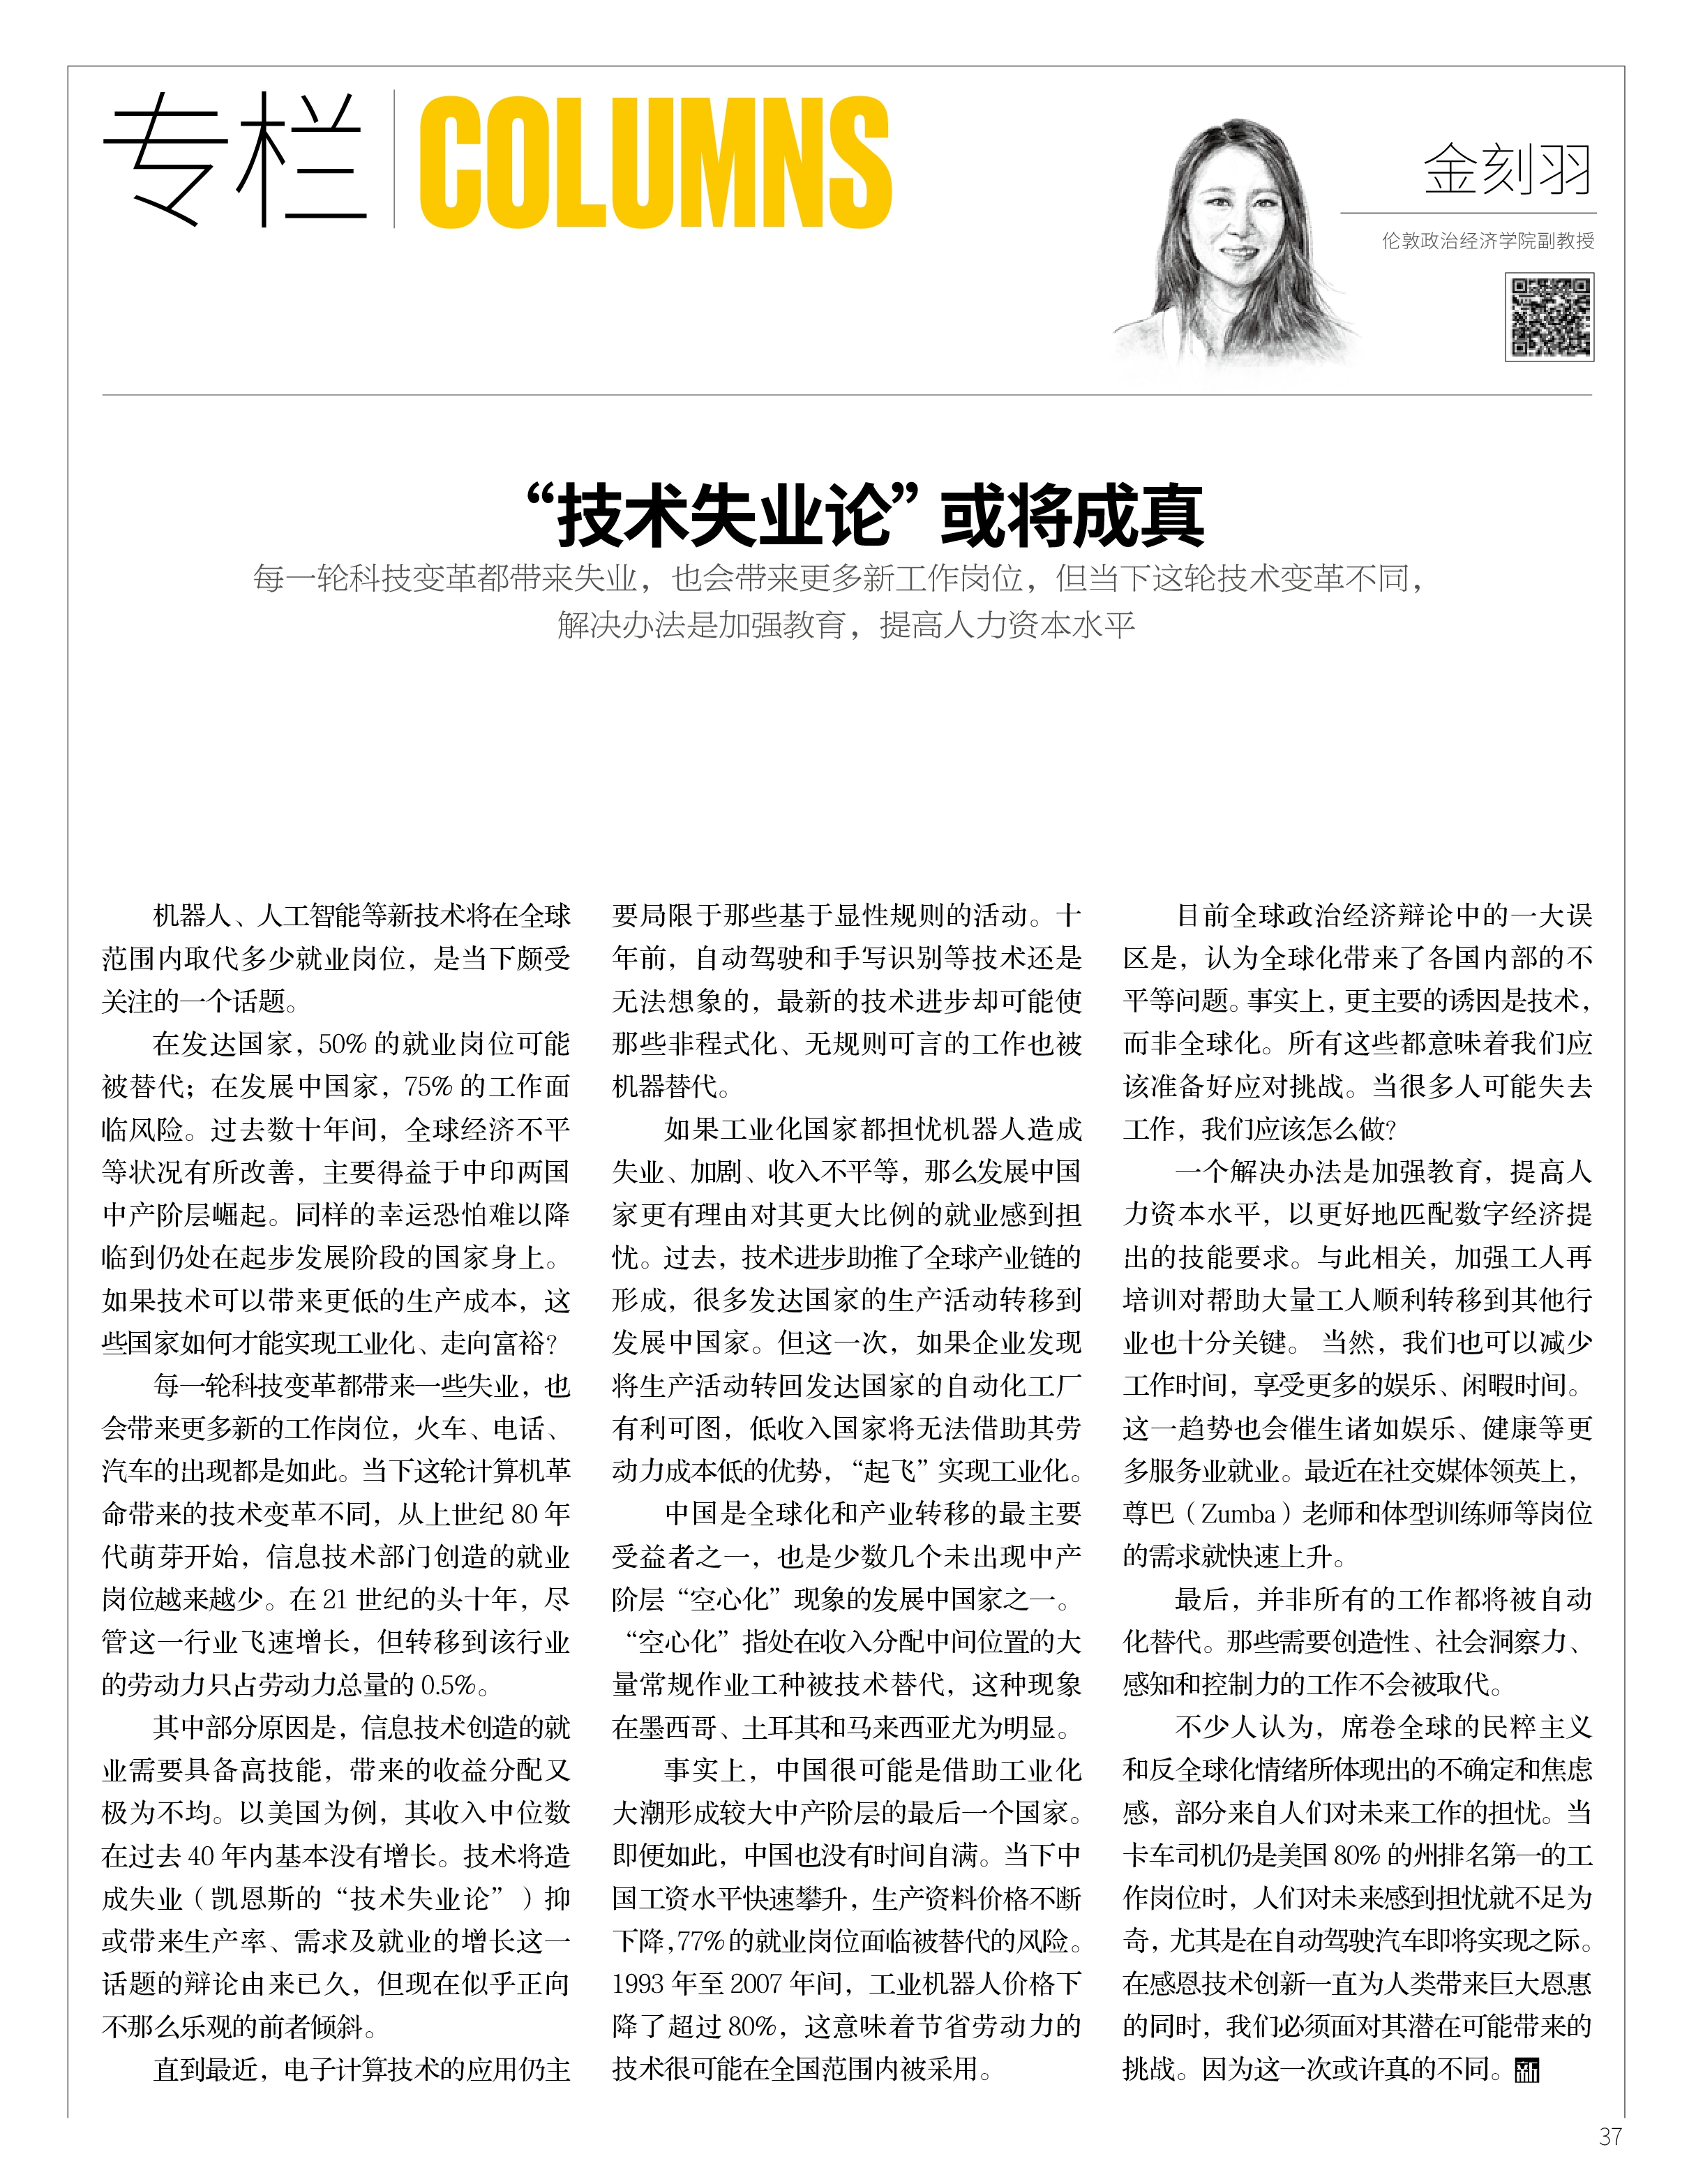 专栏
COLUMNS
金刻羽
伦敦政治经济学院副教授
“技术失业论”或将成真
每一轮科技变革都带来失业，也会带来更多新工作岗位，但当下这轮技术变革不同，
解决办法是加强教育，提高人力资本水平
机器人、人工智能等新技术将在全球
范围内取代多少就业岗位，是当下颇受
关注的一个话题。
在发达国家，50% 的就业岗位可能
被替代；在发展中国家，75% 的工作面
临风险。过去数十年间，全球经济不平
等状况有所改善，主要得益于中印两国
中产阶层崛起。同样的幸运恐怕难以降
临到仍处在起步发展阶段的国家身上。
如果技术可以带来更低的生产成本，这
些国家如何才能实现工业化、走向富裕？
每一轮科技变革都带来一些失业，也
会带来更多新的工作岗位，火车、电话、
汽车的出现都是如此。当下这轮计算机革
命带来的技术变革不同，从上世纪 80 年
代萌芽开始，信息技术部门创造的就业
岗位越来越少。在 21 世纪的头十年，尽
管这一行业飞速增长，但转移到该行业
的劳动力只占劳动力总量的 0.5%。
其中部分原因是，信息技术创造的就
业需要具备高技能，带来的收益分配又
极为不均。以美国为例，其收入中位数
在过去 40 年内基本没有增长。技术将造
成失业（凯恩斯的“技术失业论”）抑
或带来生产率、需求及就业的增长这一
话题的辩论由来已久，但现在似乎正向
不那么乐观的前者倾斜。
直到最近，电子计算技术的应用仍主
要局限于那些基于显性规则的活动。十
年前，自动驾驶和手写识别等技术还是
无法想象的，最新的技术进步却可能使
那些非程式化、无规则可言的工作也被
机器替代。
如果工业化国家都担忧机器人造成
失业、加剧、收入不平等，那么发展中国
家更有理由对其更大比例的就业感到担
忧。过去，技术进步助推了全球产业链的
形成，很多发达国家的生产活动转移到
发展中国家。但这一次，如果企业发现
将生产活动转回发达国家的自动化工厂
有利可图，低收入国家将无法借助其劳
动力成本低的优势，“起飞”实现工业化。
中国是全球化和产业转移的最主要
受益者之一，也是少数几个未出现中产
阶层“空心化”现象的发展中国家之一。
“空心化”指处在收入分配中间位置的大
量常规作业工种被技术替代，这种现象
在墨西哥、土耳其和马来西亚尤为明显。
事实上，中国很可能是借助工业化
大潮形成较大中产阶层的最后一个国家。
即便如此，中国也没有时间自满。当下中
国工资水平快速攀升，生产资料价格不断
下降，77% 的就业岗位面临被替代的风险。
1993 年至 2007 年间，工业机器人价格下
降了超过 80%，这意味着节省劳动力的
技术很可能在全国范围内被采用。
目前全球政治经济辩论中的一大误
区是，认为全球化带来了各国内部的不
平等问题。事实上，更主要的诱因是技术，
而非全球化。所有这些都意味着我们应
该准备好应对挑战。当很多人可能失去
工作，我们应该怎么做？
一个解决办法是加强教育，提高人
力资本水平，以更好地匹配数字经济提
出的技能要求。与此相关，加强工人再
培训对帮助大量工人顺利转移到其他行
业也十分关键。 当然，我们也可以减少
工作时间，享受更多的娱乐、闲暇时间。
这一趋势也会催生诸如娱乐、健康等更
多服务业就业。最近在社交媒体领英上，
尊巴（Zumba）老师和体型训练师等岗位
的需求就快速上升。
最后，并非所有的工作都将被自动
化替代。那些需要创造性、社会洞察力、
感知和控制力的工作不会被取代。
不少人认为，席卷全球的民粹主义
和反全球化情绪所体现出的不确定和焦虑
感，部分来自人们对未来工作的担忧。当
卡车司机仍是美国 80% 的州排名第一的工
作岗位时，人们对未来感到担忧就不足为
奇，尤其是在自动驾驶汽车即将实现之际。
在感恩技术创新一直为人类带来巨大恩惠
的同时，我们必须面对其潜在可能带来的
挑战。因为这一次或许真的不同。
37